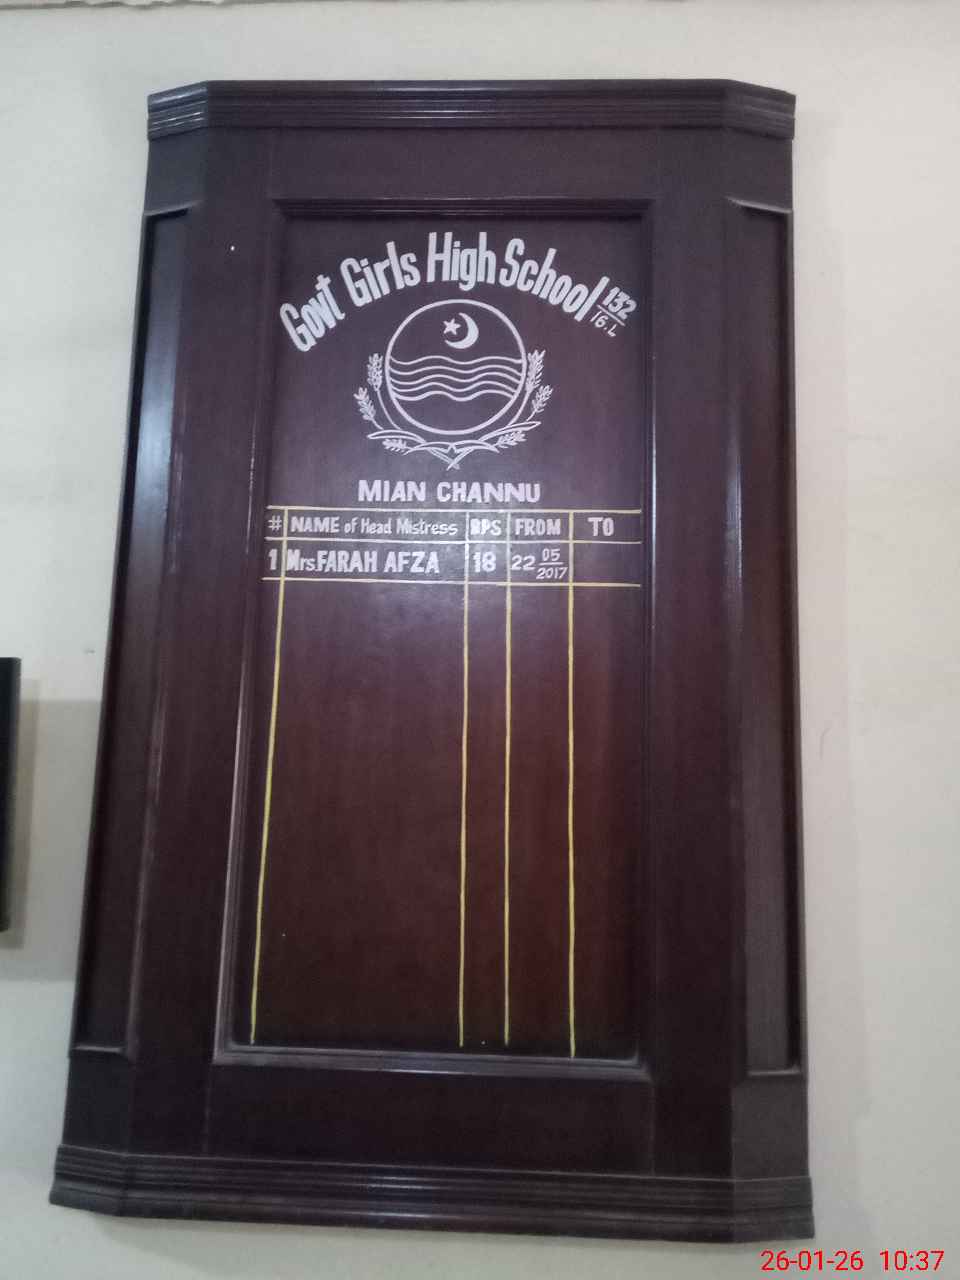 Govt Girls High School 132/16.L
MIAN CHANNU
# NAME of Head Mistress BPS FROM TO
1 Mrs FARAH AFZA 18 22 05/2017
26-01-26 10:37